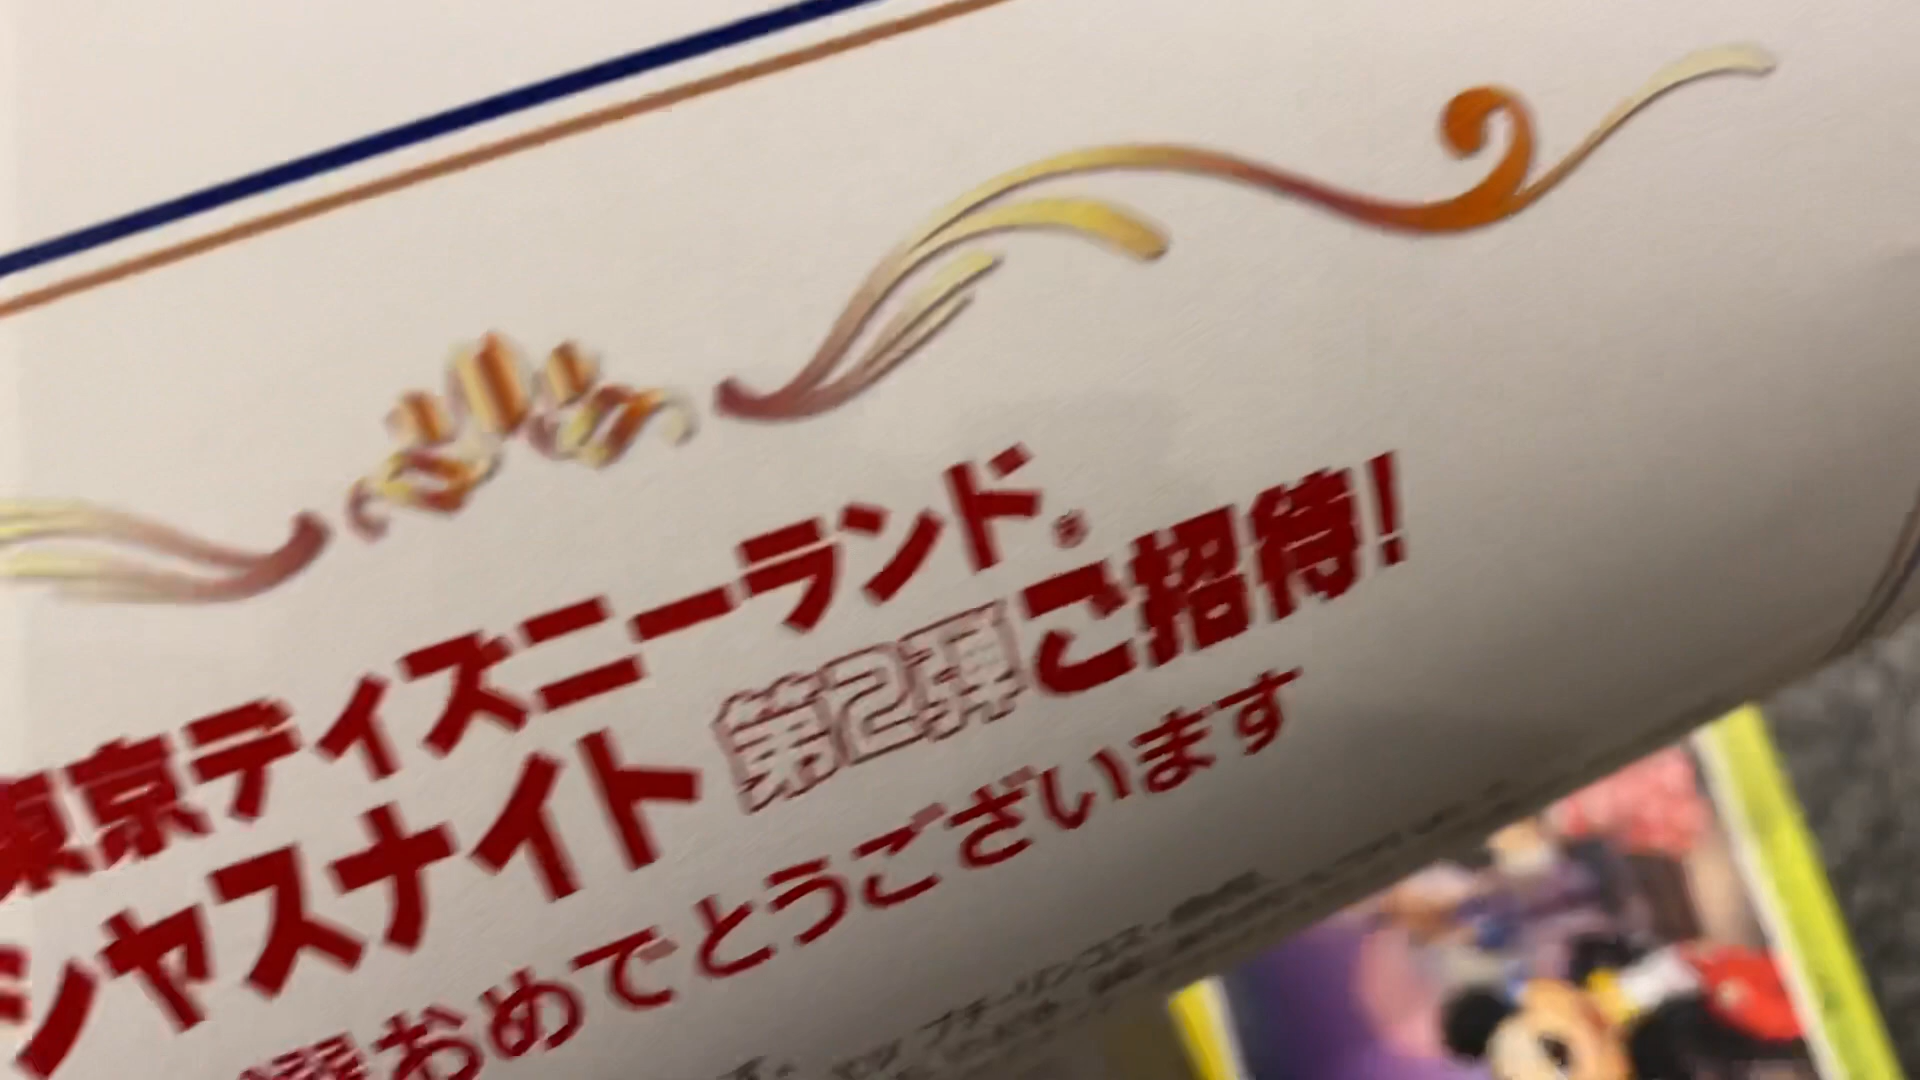 東京ディズニーランド®
シャスナイト 第2弾ご招待!
選おめでとうございます